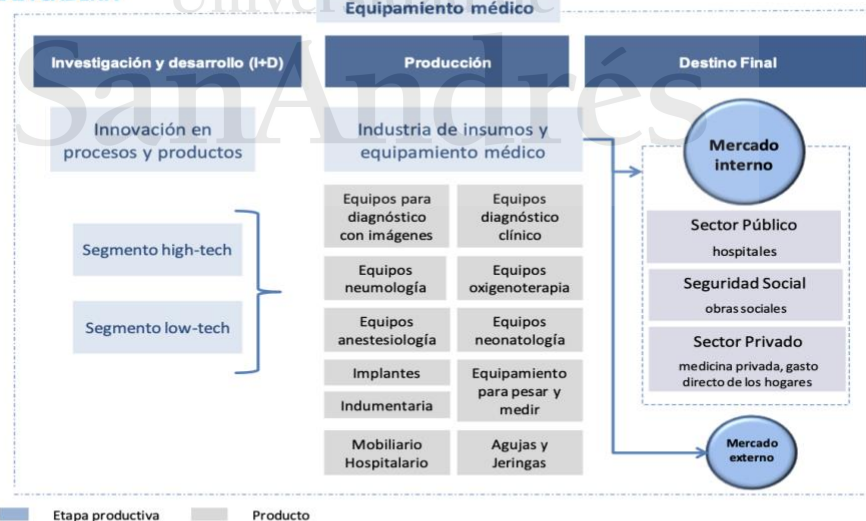 Universidad de
SanAndrés
Equipamiento médico
Investigación y desarrollo (I+D)
Producción
Destino Final
Innovación en
procesos y productos
Segmento high-tech
Segmento low-tech
Industria de insumos y
equipamiento médico
Equipos para
diagnóstico
con imágenes
Equipos
diagnóstico
clínico
Equipos
neumología
Equipos
oxigenoterapia
Equipos
anestesiología
Equipos
neonatología
Implantes
Indumentaria
Equipamiento
para pesar y
medir
Mobiliario
Hospitalario
Agujas y
Jeringas
Mercado
interno
Sector Público
hospitales
Seguridad Social
obras sociales
Sector Privado
medicina privada, gasto
directo de los hogares
Mercado
externo
Etapa productiva
Producto